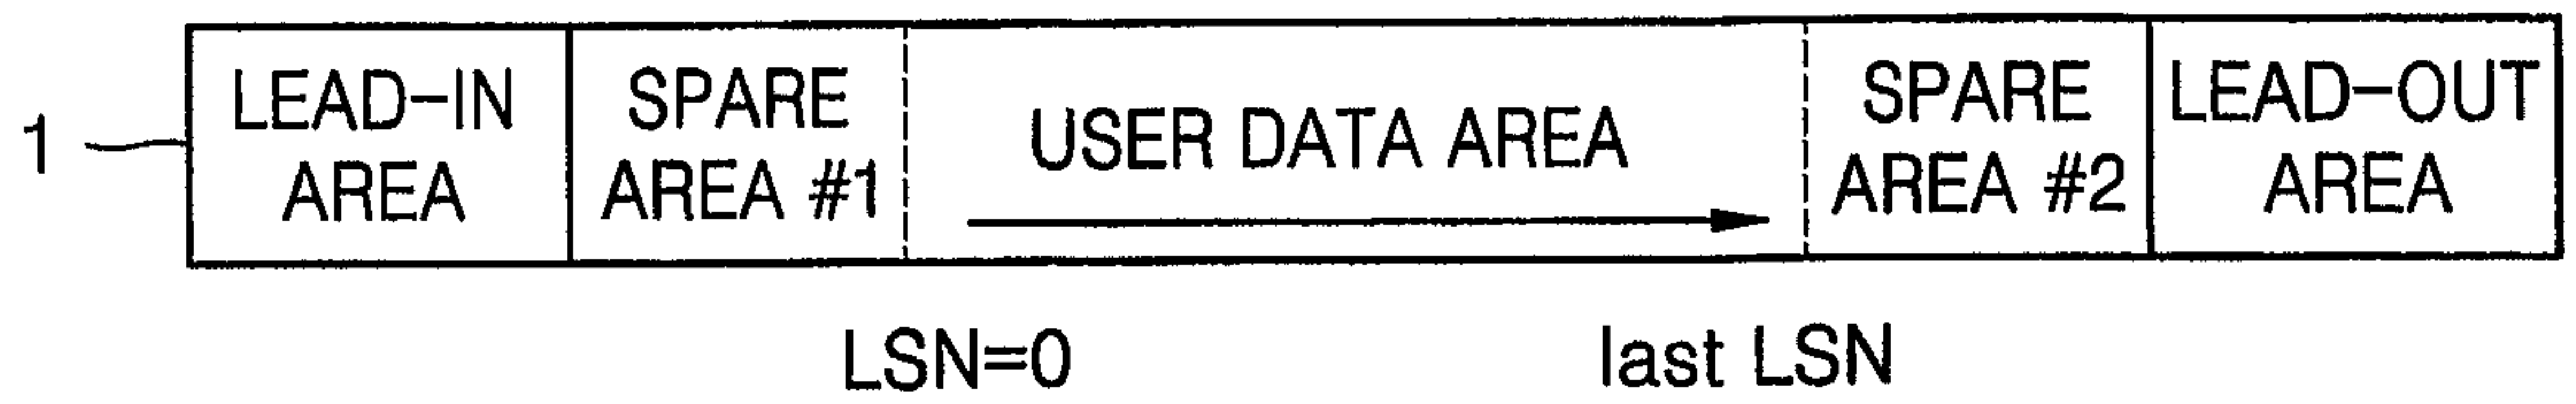 1
LEAD-IN
AREA
SPARE
AREA #1
USER DATA AREA
SPARE
AREA #2
LEAD-OUT
AREA
LSN=0
last LSN